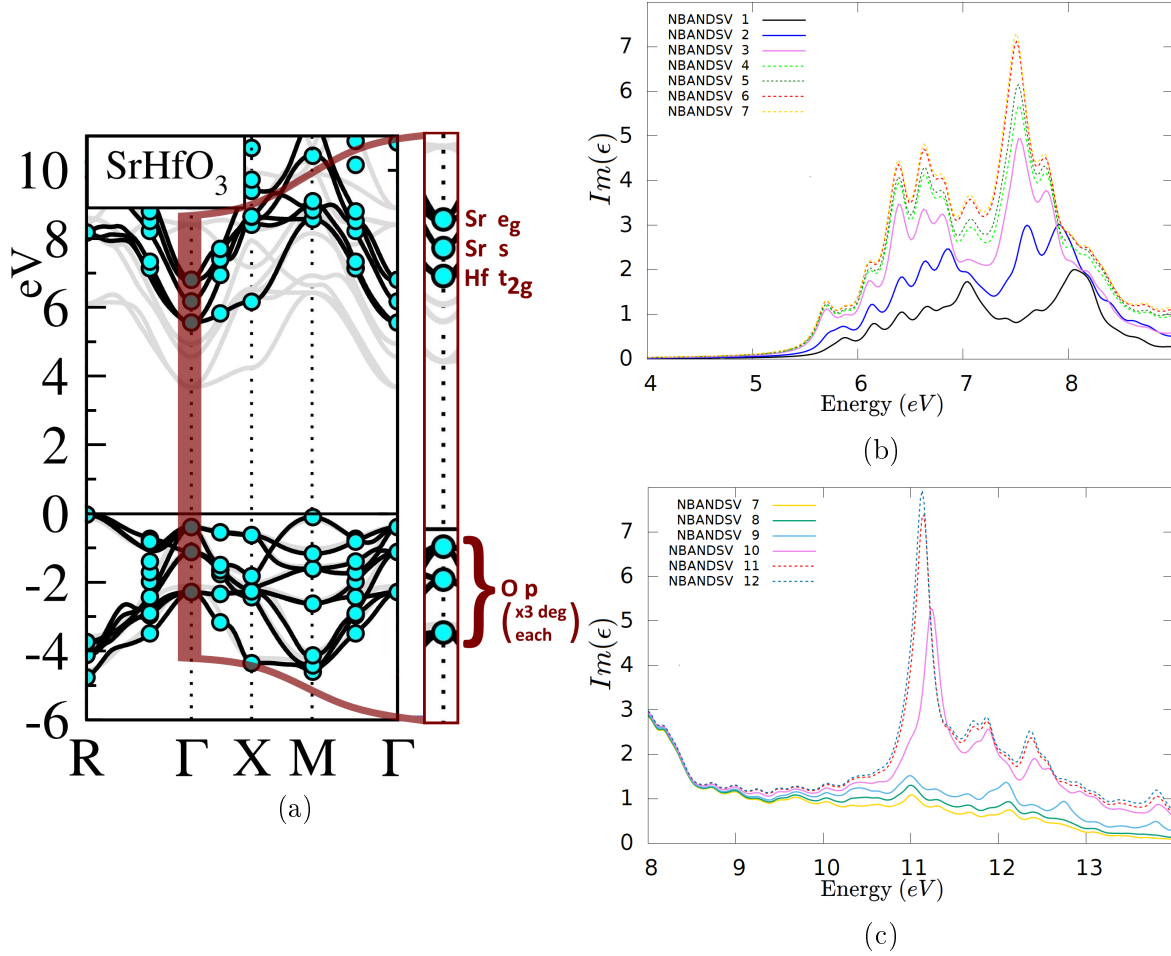 SrHfO3
eV
10
8
6
4
2
0
-2
-4
-6
R Γ X M Γ
Sr eg
Sr s
Hf t2g
O p
(x3 deg
each)
(a)
NBANDSV 1
NBANDSV 2
NBANDSV 3
NBANDSV 4
NBANDSV 5
NBANDSV 6
NBANDSV 7
Im(ϵ)
7
6
5
4
3
2
1
0
4 5 6 7 8
Energy (eV)
(b)
NBANDSV 7
NBANDSV 8
NBANDSV 9
NBANDSV 10
NBANDSV 11
NBANDSV 12
Im(ϵ)
7
6
5
4
3
2
1
0
8 9 10 11 12 13
Energy (eV)
(c)